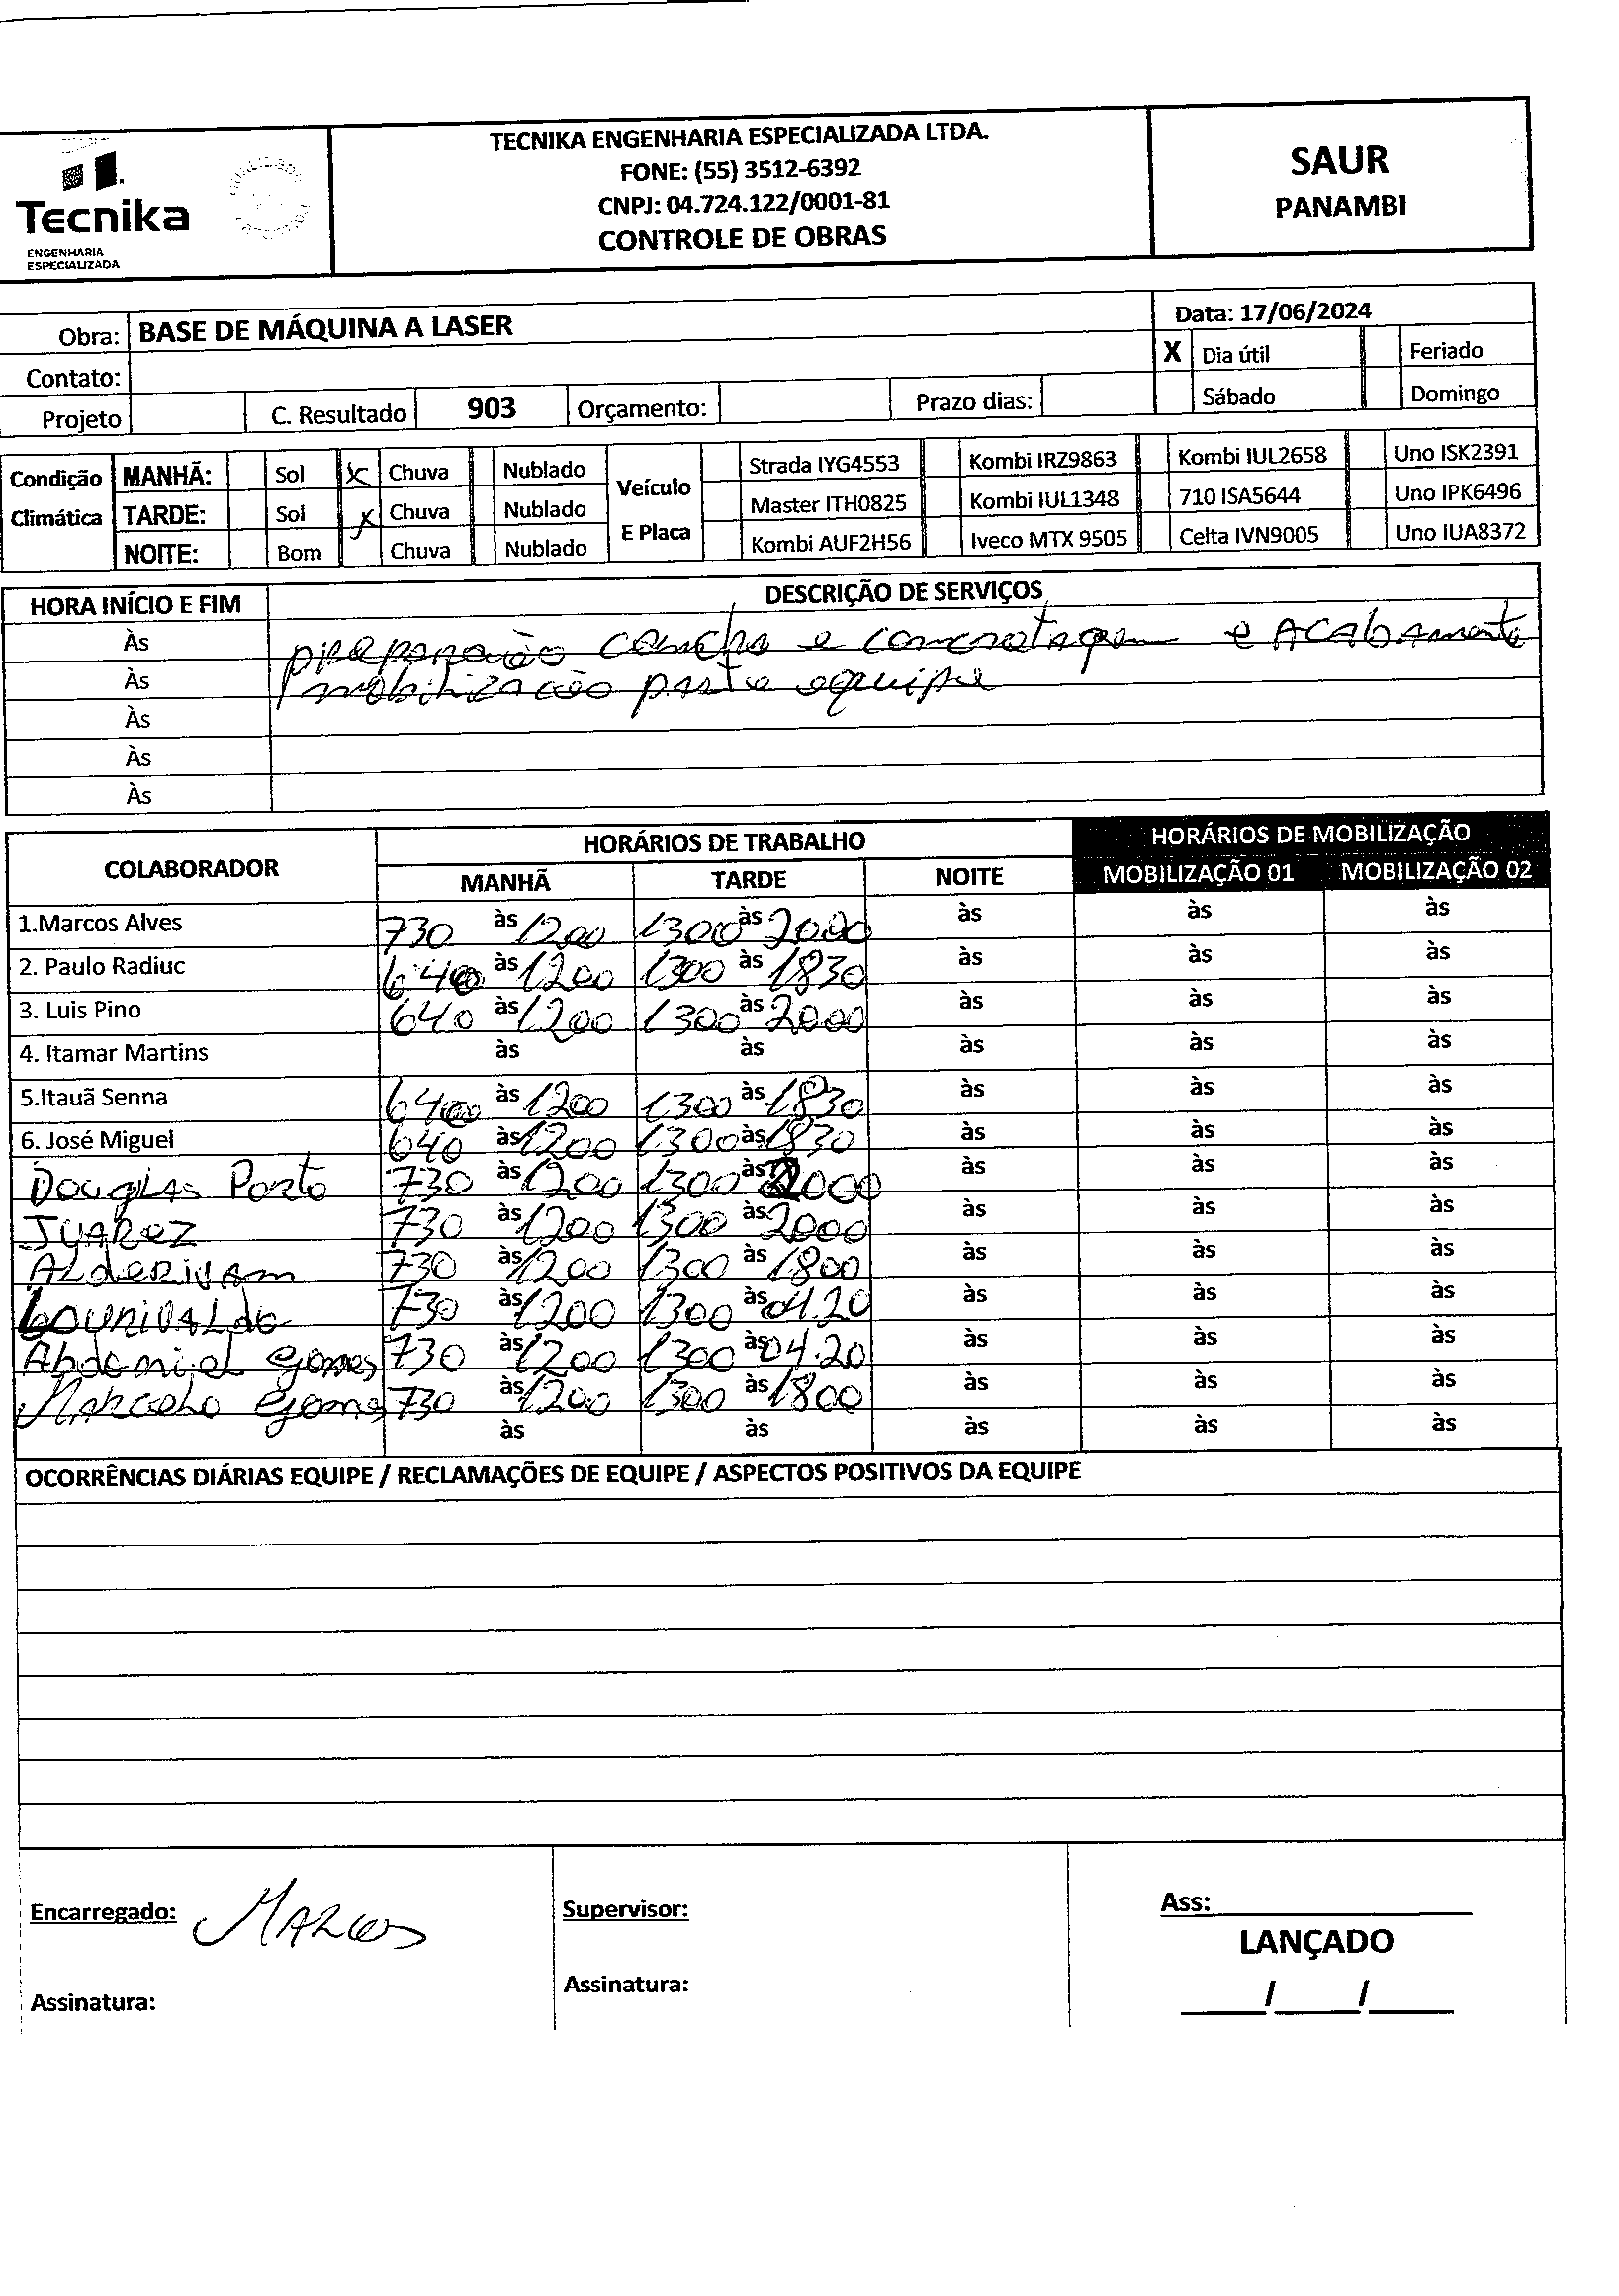 TECNIKA ENGENHARIA ESPECIALIZADA LTDA.
FONE: (55) 3512-6392
CNPJ: 04.724.122/0001-81
CONTROLE DE OBRAS
Tecnika
ENGENHARIA
ESPECIALIZADA
SAUR
PANAMBI
Obra: BASE DE MÁQUINA A LASER Data: 17/06/2024
Contato: X Dia útil Feriado
Projeto C. Resultado 903 Orçamento: Prazo dias: Sábado Domingo
Condição Climática
MANHÃ: Sol X Chuva Nublado
TARDE: Sol X Chuva Nublado
NOITE: Bom Chuva Nublado
Veículo E Placa
Strada IYG4553 Kombi IRZ9863 Kombi IUL2658 Uno ISK2391
Master ITH0825 Kombi IUL1348 710 ISA5644 Uno IPK6496
Kombi AUF2H56 Iveco MTX 9505 Celta IVN9005 Uno IUA8372
HORA INÍCIO E FIM DESCRIÇÃO DE SERVIÇOS
Às preparação cancha e concretagem e ACABAmento
Às mobilização parte equipe
Às
Às
Às
COLABORADOR HORÁRIOS DE TRABALHO HORÁRIOS DE MOBILIZAÇÃO
MANHÃ TARDE NOITE MOBILIZAÇÃO 01 MOBILIZAÇÃO 02
1.Marcos Alves 730 às 1200 1300 às 2000 às às às
2. Paulo Radiuc 640 às 1200 1300 às 1830 às às às
3. Luis Pino 640 às 1200 1300 às 2000 às às às
4. Itamar Martins às às às às às
5.Itauã Senna 640 às 1200 1300 às 1830 às às às
6. José Miguel 640 às 1200 1300 às 1830 às às às
Douglas Porto 730 às 1200 1300 às 2000 às às às
JUAREZ 730 às 1200 1300 às 2000 às às às
ALDERIVAm 730 às 1200 1300 às 1800 às às às
LOURIVALdo 730 às 1200 1300 às 04.20 às às às
Abdoniel Gomes 730 às 1200 1300 às 04.20 às às às
MARCELO Gomes 730 às 1200 1300 às 1800 às às às
às às às às às
OCORRÊNCIAS DIÁRIAS EQUIPE / RECLAMAÇÕES DE EQUIPE / ASPECTOS POSITIVOS DA EQUIPE
Encarregado: MARCOS Supervisor: Ass:
LANÇADO
Assinatura: Assinatura: / /